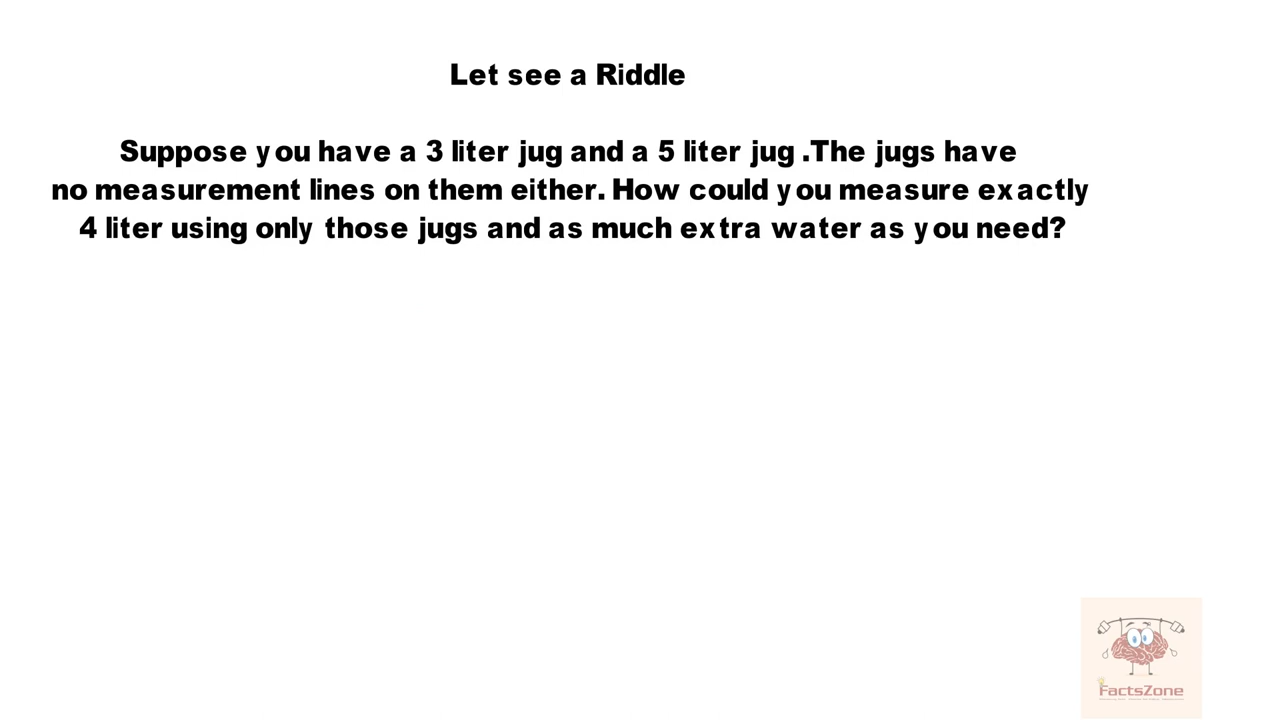 Let see a Riddle
Suppose you have a 3 liter jug and a 5 liter jug .The jugs have
no measurement lines on them either. How could you measure exactly
4 liter using only those jugs and as much extra water as you need?
FactsZone